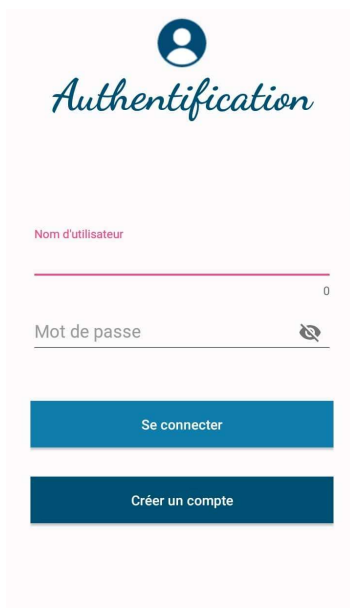 Authentification
Nom d'utilisateur
0
Mot de passe
Se connecter
Créer un compte